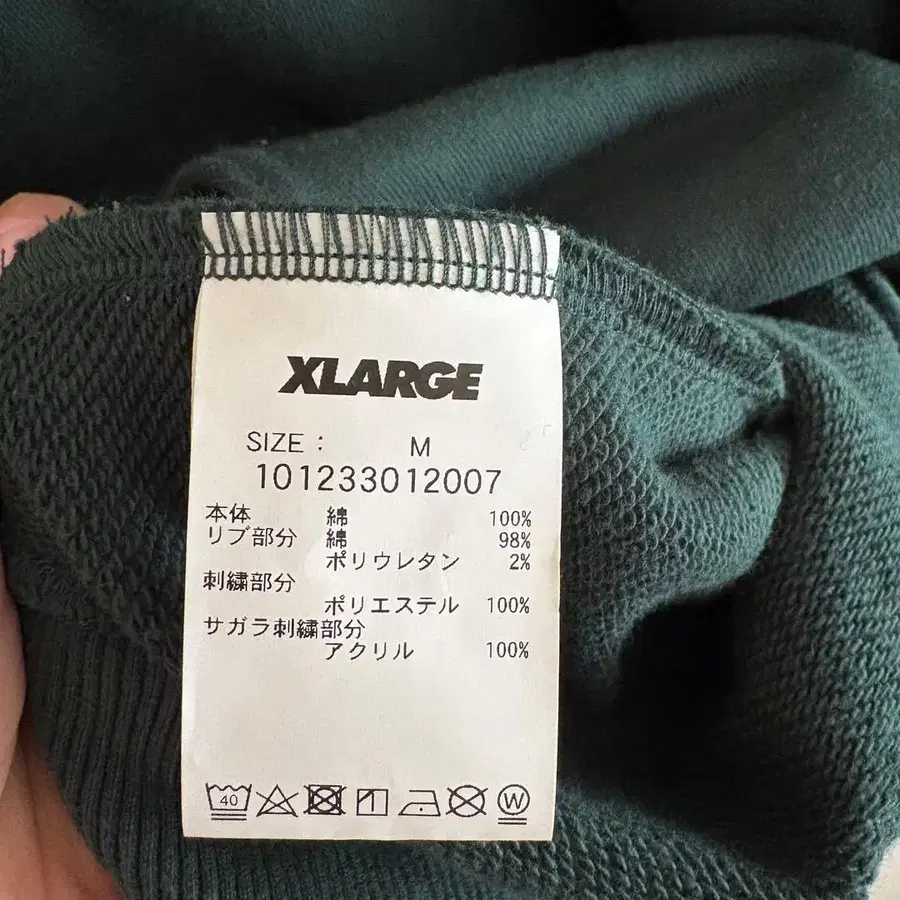 XLARGE
SIZE : M
101233012007
本体 綿 100%
リブ部分 綿 98%
ポリウレタン 2%
刺繍部分
ポリエステル 100%
サガラ刺繍部分
アクリル 100%
40 W